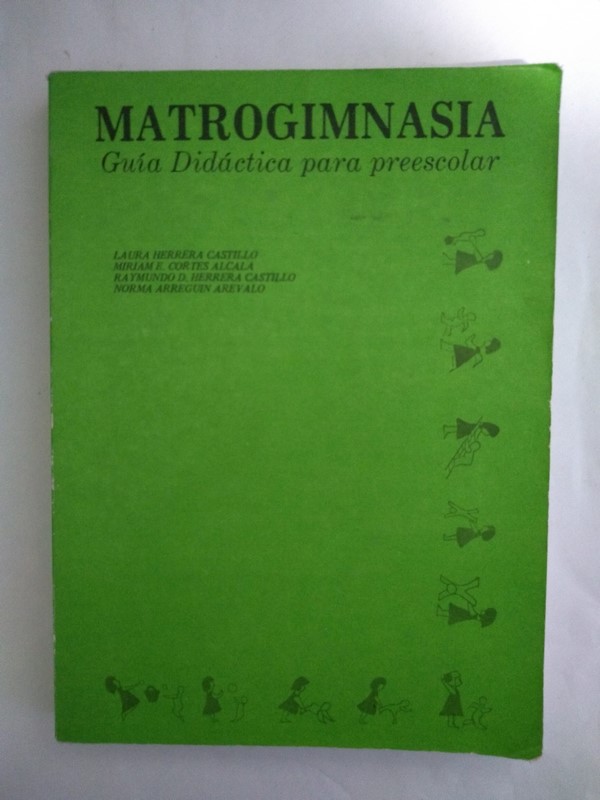 MATROGIMNASIA
Guía Didáctica para preescolar
LAURA HERRERA CASTILLO
MIRIAM E. CORTES ALCALA
RAYMUNDO D. HERRERA CASTILLO
NORMA ARREGUIN AREVALO